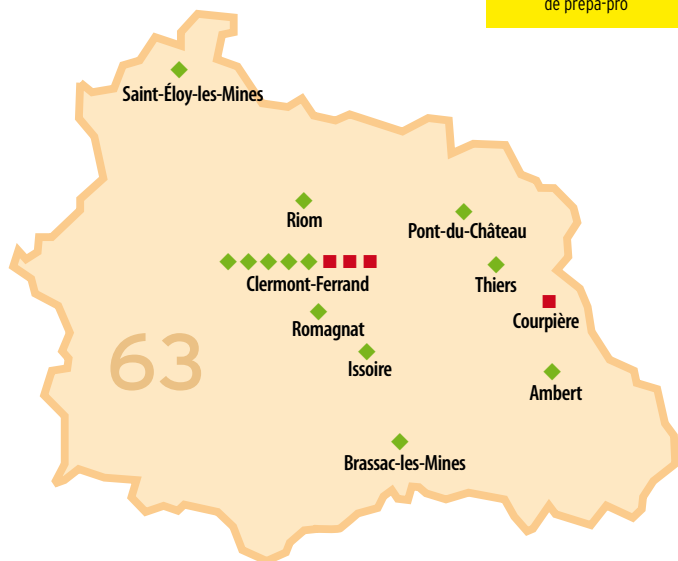 de prépa-pro
Saint-Éloy-les-Mines
Riom
Pont-du-Château
Clermont-Ferrand
Thiers
Courpière
Romagnat
Issoire
63
Ambert
Brassac-les-Mines